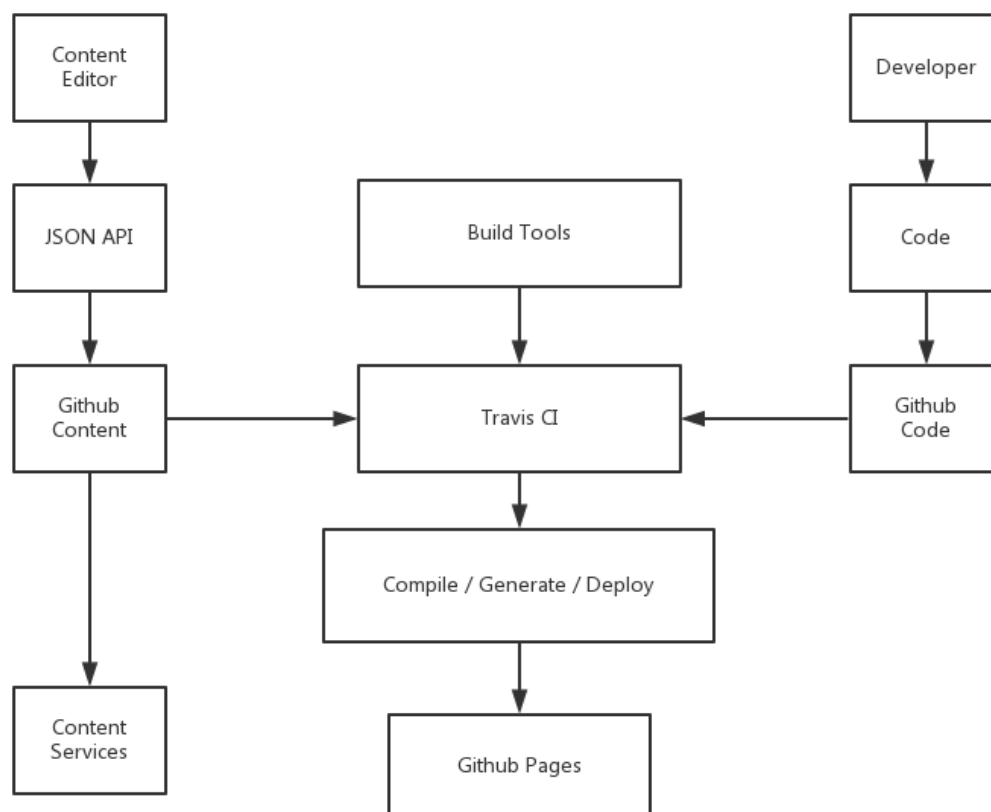 Content
Editor
Developer
JSON API
Build Tools
Code
Github
Content
Travis CI
Github
Code
Compile / Generate / Deploy
Content
Services
Github Pages